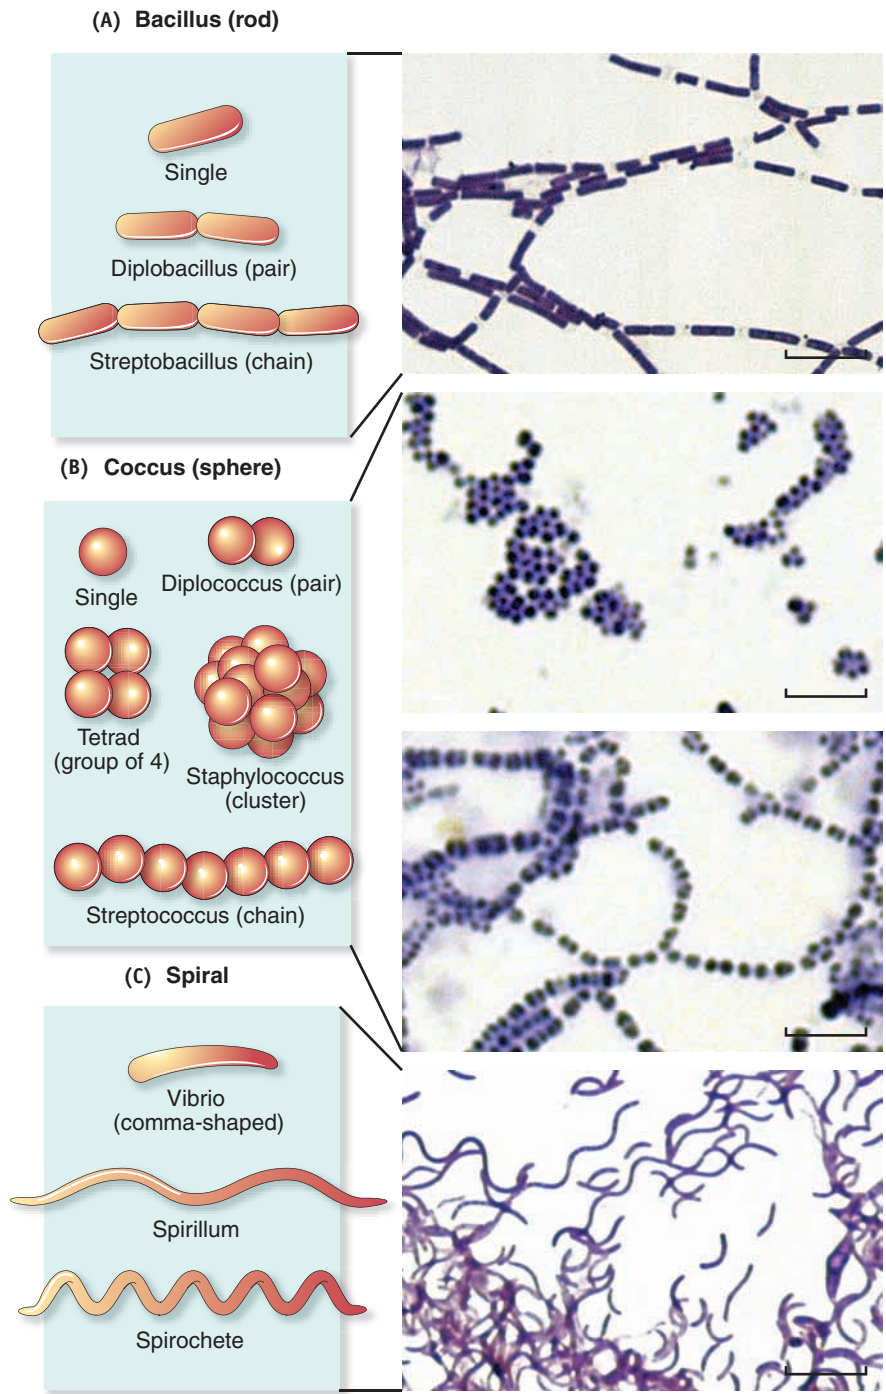 (A) Bacillus (rod)
Single
Diplobacillus (pair)
Streptobacillus (chain)
(B) Coccus (sphere)
Single
Diplococcus (pair)
Tetrad
(group of 4)
Staphylococcus
(cluster)
Streptococcus (chain)
(C) Spiral
Vibrio
(comma-shaped)
Spirillum
Spirochete